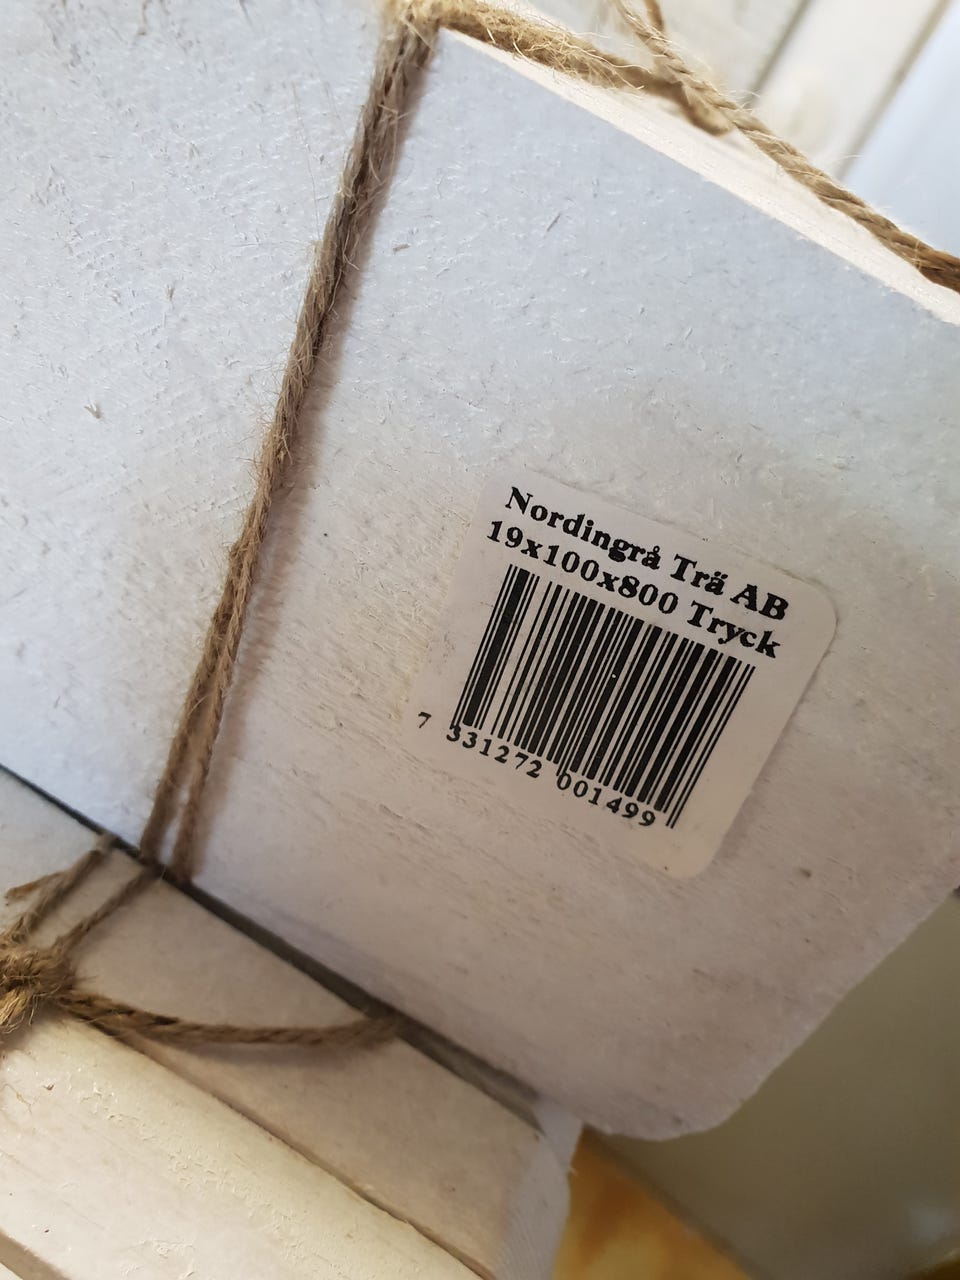 Nordingrå Trä AB
19x100x800 Tryck
7 331272 001499